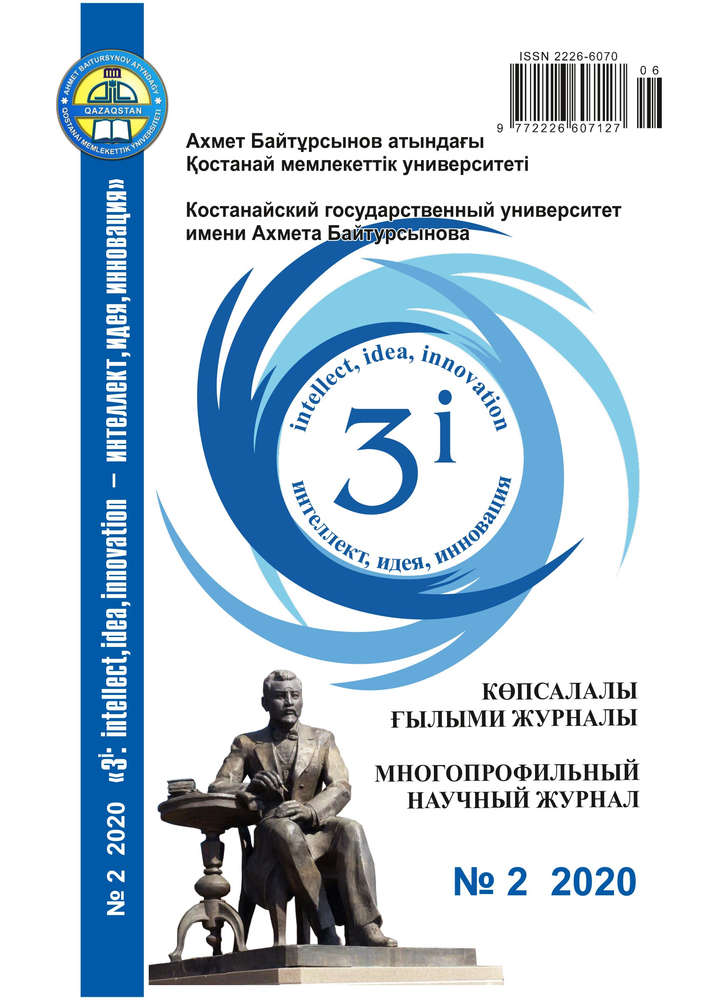 ISSN 2226-6070
06
9 772226 607127
AHMET BAITURSYNOV ATYNDAǴY
QAZAQSTAN
QOSTANAI MEMLEKETTIK ÝNIVERSITETI
Ахмет Байтұрсынов атындағы
Қостанай мемлекеттік университеті
Костанайский государственный университет
имени Ахмета Байтурсынова
№ 2 2020 «3i: intellect,idea,innovation – интеллект,идея,инновация»
intellect, idea, innovation
3i
интеллект, идея, инновация
КӨПСАЛАЛЫ
ҒЫЛЫМИ ЖУРНАЛЫ
МНОГОПРОФИЛЬНЫЙ
НАУЧНЫЙ ЖУРНАЛ
№ 2 2020